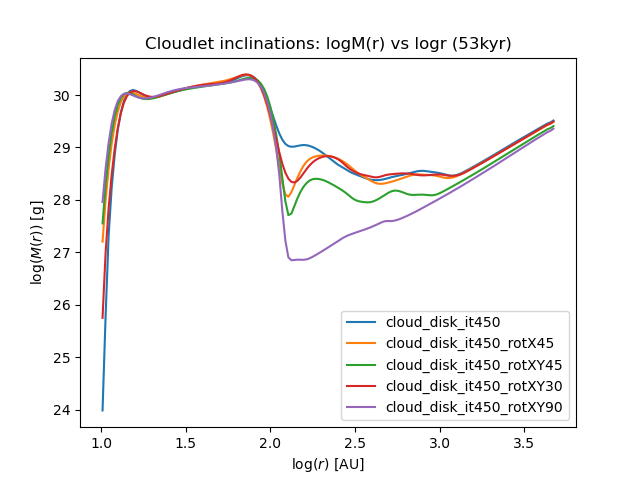 Cloudlet inclinations: logM(r) vs logr (53kyr)
log(M(r)) [g]
30
29
28
27
26
25
24
cloud_disk_it450
cloud_disk_it450_rotX45
cloud_disk_it450_rotXY45
cloud_disk_it450_rotXY30
cloud_disk_it450_rotXY90
1.0 1.5 2.0 2.5 3.0 3.5
log(r) [AU]